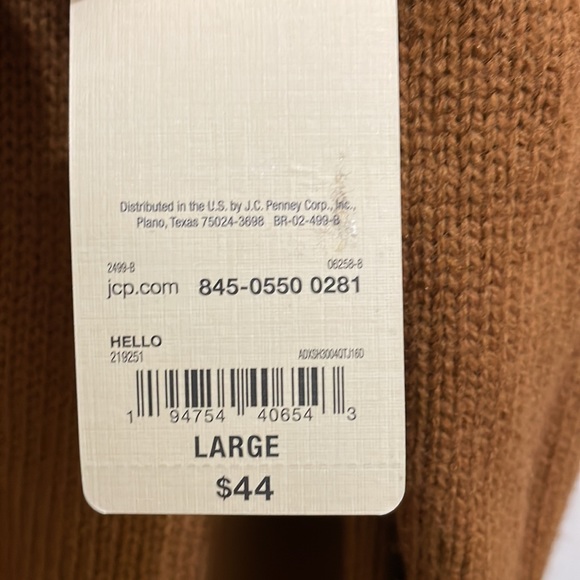 Distributed in the U.S. by J.C. Penney Corp., Inc.,
Plano, Texas 75024-3698 BR-02-499-B
2499-B 06258-8
jcp.com 845-0550 0281
HELLO
219251 ADXSH3004QTJ16D
1 94754 40654 3
LARGE
$44